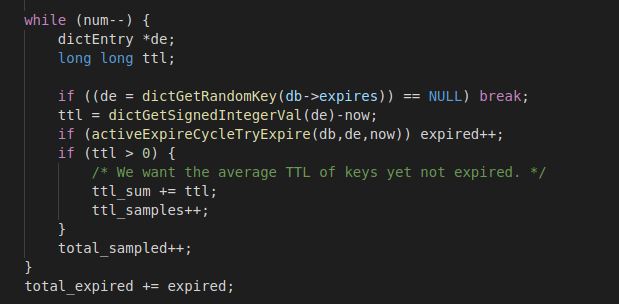 while (num--) {
dictEntry *de;
long long ttl;
if ((de = dictGetRandomKey(db->expires)) == NULL) break;
ttl = dictGetSignedIntegerVal(de)-now;
if (activeExpireCycleTryExpire(db,de,now)) expired++;
if (ttl > 0) {
/* We want the average TTL of keys yet not expired. */
ttl_sum += ttl;
ttl_samples++;
}
total_sampled++;
}
total_expired += expired;